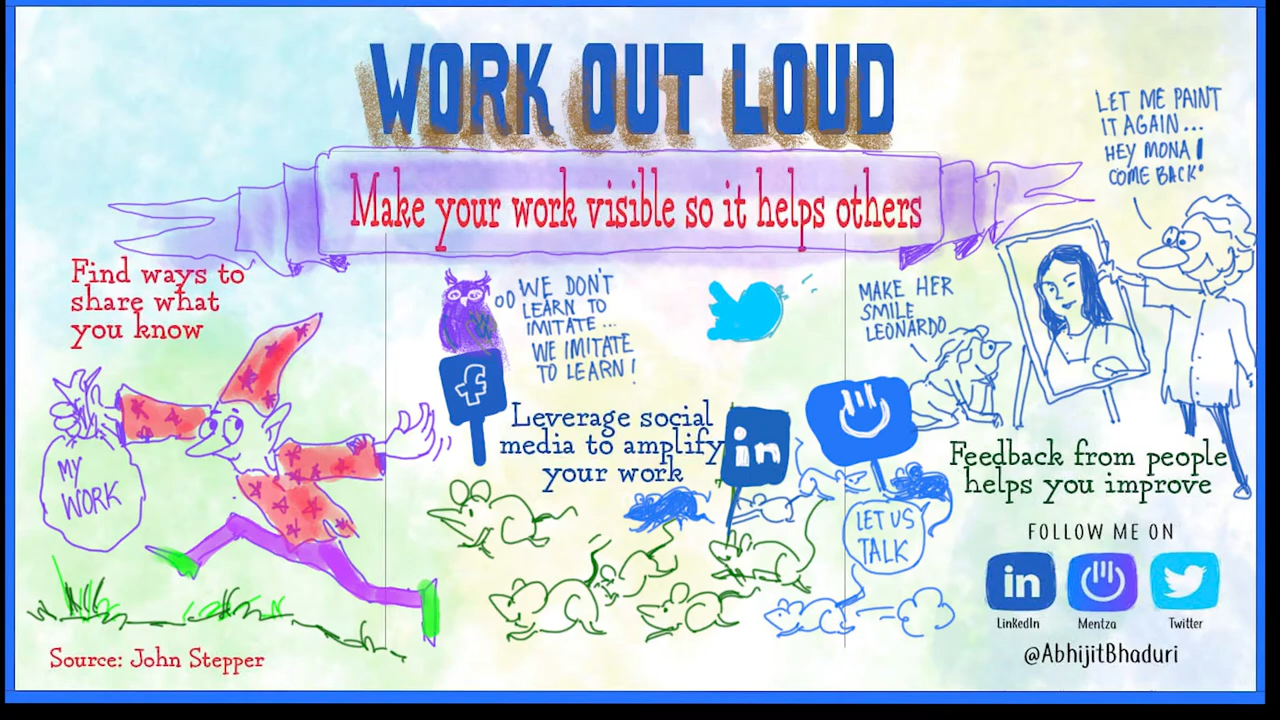 WORK OUT LOUD
Make your work visible so it helps others
Find ways to
share what
you know
MY
WORK
Source: John Stepper
WE DON'T
LEARN TO
IMITATE...
WE IMITATE
TO LEARN!
f
Leverage social
media to amplify
your work
in
LET US
TALK
MAKE HER
SMILE
LEONARDO
LET ME PAINT
IT AGAIN...
HEY MONA!
COME BACK.
Feedback from people
helps you improve
FOLLOW ME ON
in
LinkedIn
Mentza
Twitter
@AbhijitBhaduri